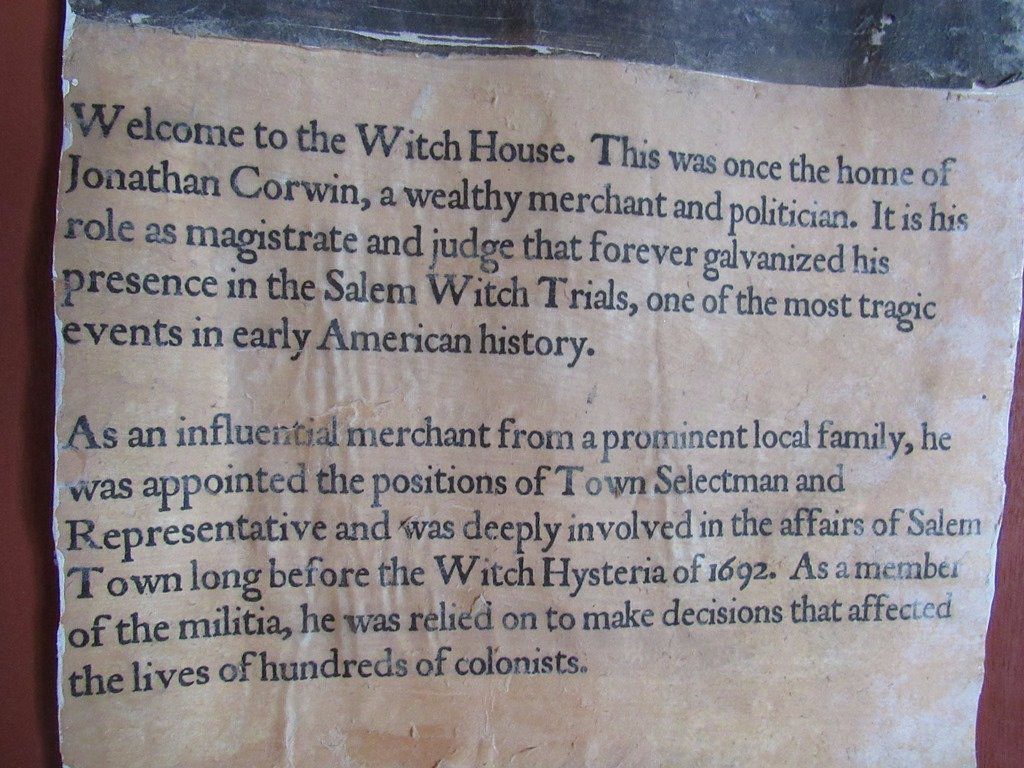 Welcome to the Witch House. This was once the home of
Jonathan Corwin, a wealthy merchant and politician. It is his
role as magistrate and judge that forever galvanized his
presence in the Salem Witch Trials, one of the most tragic
events in early American history.
As an influential merchant from a prominent local family, he
was appointed the positions of Town Selectman and
Representative and was deeply involved in the affairs of Salem
Town long before the Witch Hysteria of 1692. As a member
of the militia, he was relied on to make decisions that affected
the lives of hundreds of colonists.